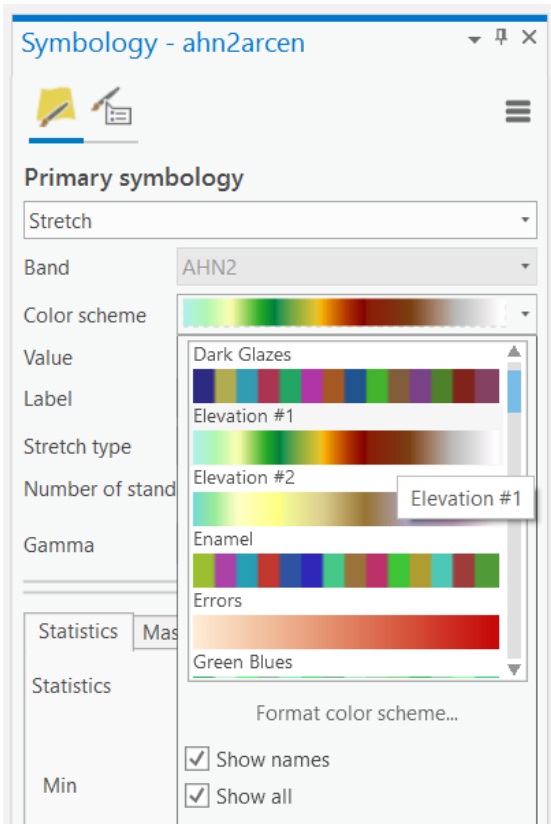 Symbology - ahn2arcen
Primary symbology
Stretch
Band AHN2
Color scheme
Value
Label
Stretch type
Number of stand
Gamma
Dark Glazes
Elevation #1
Elevation #2
Elevation #1
Enamel
Errors
Green Blues
Format color scheme...
Show names
Show all
Statistics Mas
Statistics
Min